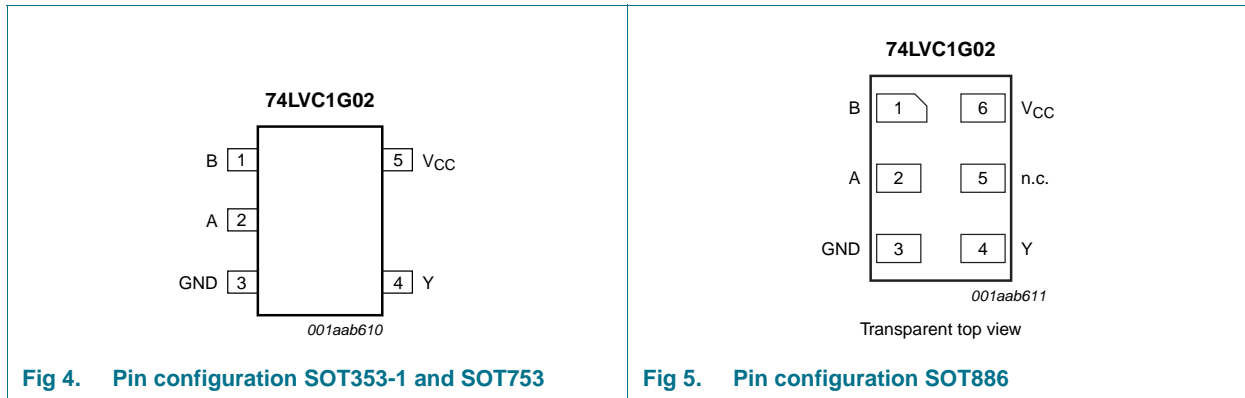 74LVC1G02
B 1 5 VCC
A 2
GND 3 4 Y
001aab610
Fig 4. Pin configuration SOT353-1 and SOT753
74LVC1G02
B 1 6 VCC
A 2 5 n.c.
GND 3 4 Y
001aab611
Transparent top view
Fig 5. Pin configuration SOT886